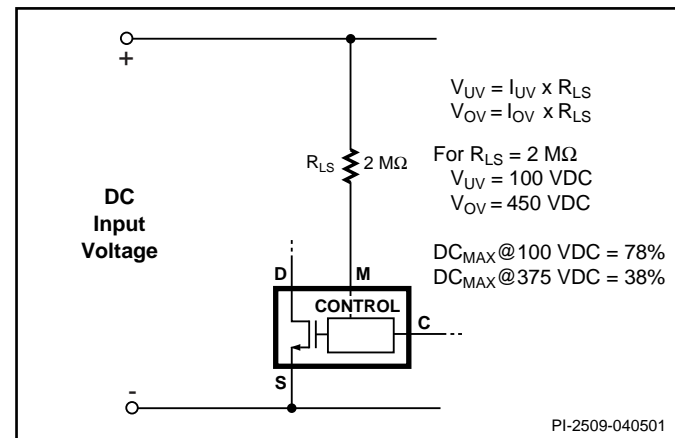 +
V_UV = I_UV x R_LS
V_OV = I_OV x R_LS
For R_LS = 2 MΩ
V_UV = 100 VDC
V_OV = 450 VDC
DC_MAX@100 VDC = 78%
DC_MAX@375 VDC = 38%
R_LS 2 MΩ
DC
Input
Voltage
D M
CONTROL
C
S
-
PI-2509-040501